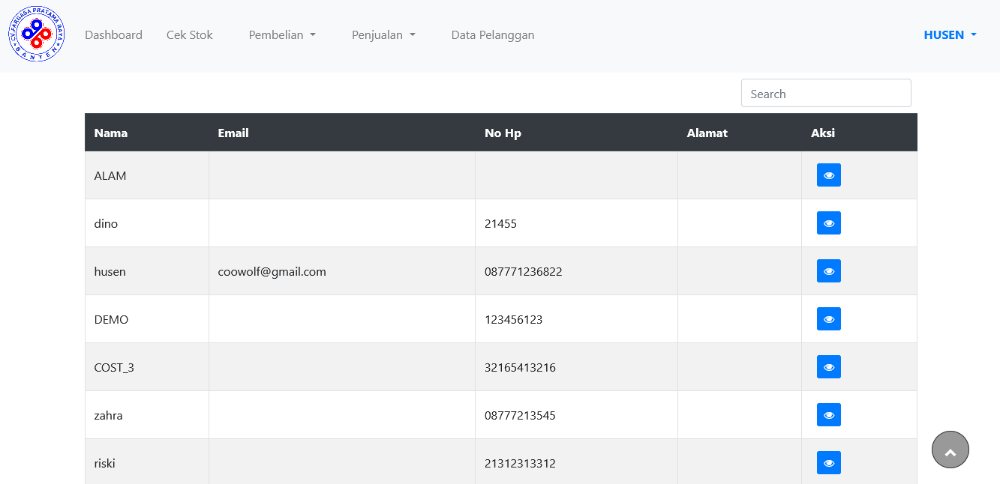 CV.FARGASA PRATAMA RAYA
BANTEN
Dashboard Cek Stok Pembelian Penjualan Data Pelanggan HUSEN
Search
Nama Email No Hp Alamat Aksi
ALAM
dino 21455
husen coowolf@gmail.com 087771236822
DEMO 123456123
COST_3 32165413216
zahra 08777213545
riski 21312313312